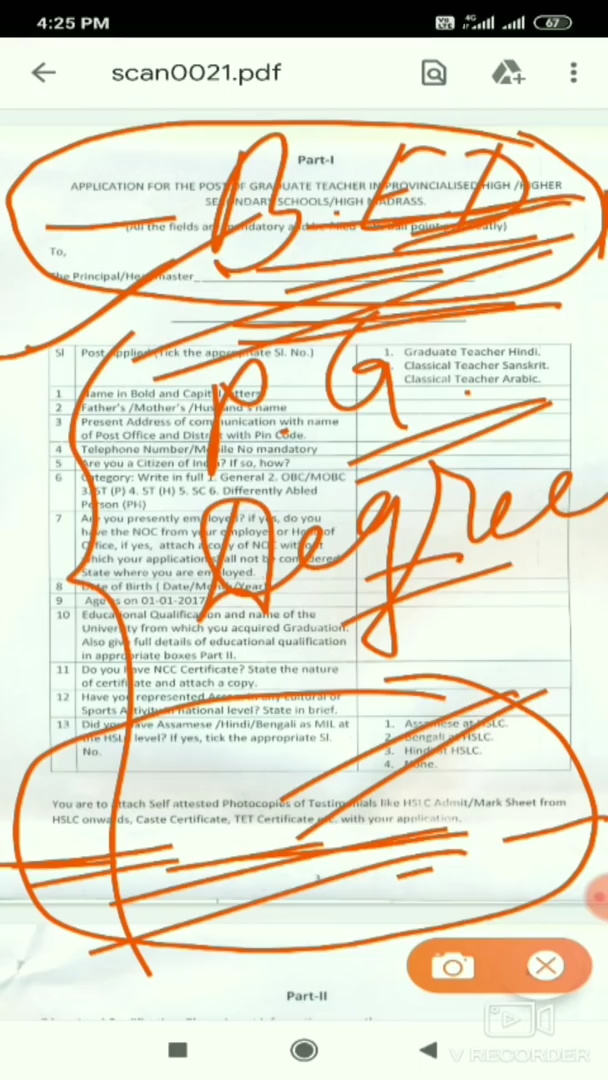 4:25 PM
4G
67
scan0021.pdf
Part-I
APPLICATION FOR THE POST OF GRADUATE TEACHER IN PROVINCIALISED HIGH /HIGHER
SECONDARY SCHOOLS/HIGH MADRASS.
(All the fields are mandatory and be filled ball point
To,
The Principal/Headmaster
B.ED
P.G.
Degree
Sl Post Applied (Tick the appropriate Sl. No.)
1. Graduate Teacher Hindi.
Classical Teacher Sanskrit.
Classical Teacher Arabic.
1 Name in Bold and Capital Letters
2 Father's /Mother's /Husband's name
3 Present Address of communication with name
of Post Office and District with Pin Code.
4 Telephone Number/Mobile No mandatory
5 Are you a Citizen of India? If so, how?
6 Category: Write in full 1. General 2. OBC/MOBC
3. ST (P) 4. ST (H) 5. SC 6. Differently Abled
Person (PH)
7 Are you presently employed? if yes, do you
have the NOC from your employer or Head of
Office, if yes, attach a copy of NOC without
which your application shall not be considered
State where you are employed.
8 Date of Birth ( Date/Month/Year)
9 Age as on 01-01-2017
10 Educational Qualification and name of the
University from which you acquired Graduation.
Also give full details of educational qualification
in appropriate boxes Part II.
11 Do you have NCC Certificate? State the nature
of certificate and attach a copy.
12 Have you represented Assam in any cultural or
Sports Activity in national level? State in brief.
13 Did you have Assamese /Hindi/Bengali as MIL at
the HSLC level? If yes, tick the appropriate Sl.
No.
1. Assamese at HSLC.
2. Bengali at HSLC.
3. Hindi at HSLC.
4. None.
You are to attach Self attested Photocopies of Testimonials like HSLC Admit/Mark Sheet from
HSLC onwards, Caste Certificate, TET Certificate etc. with your application.
Part-II
V RECORDER